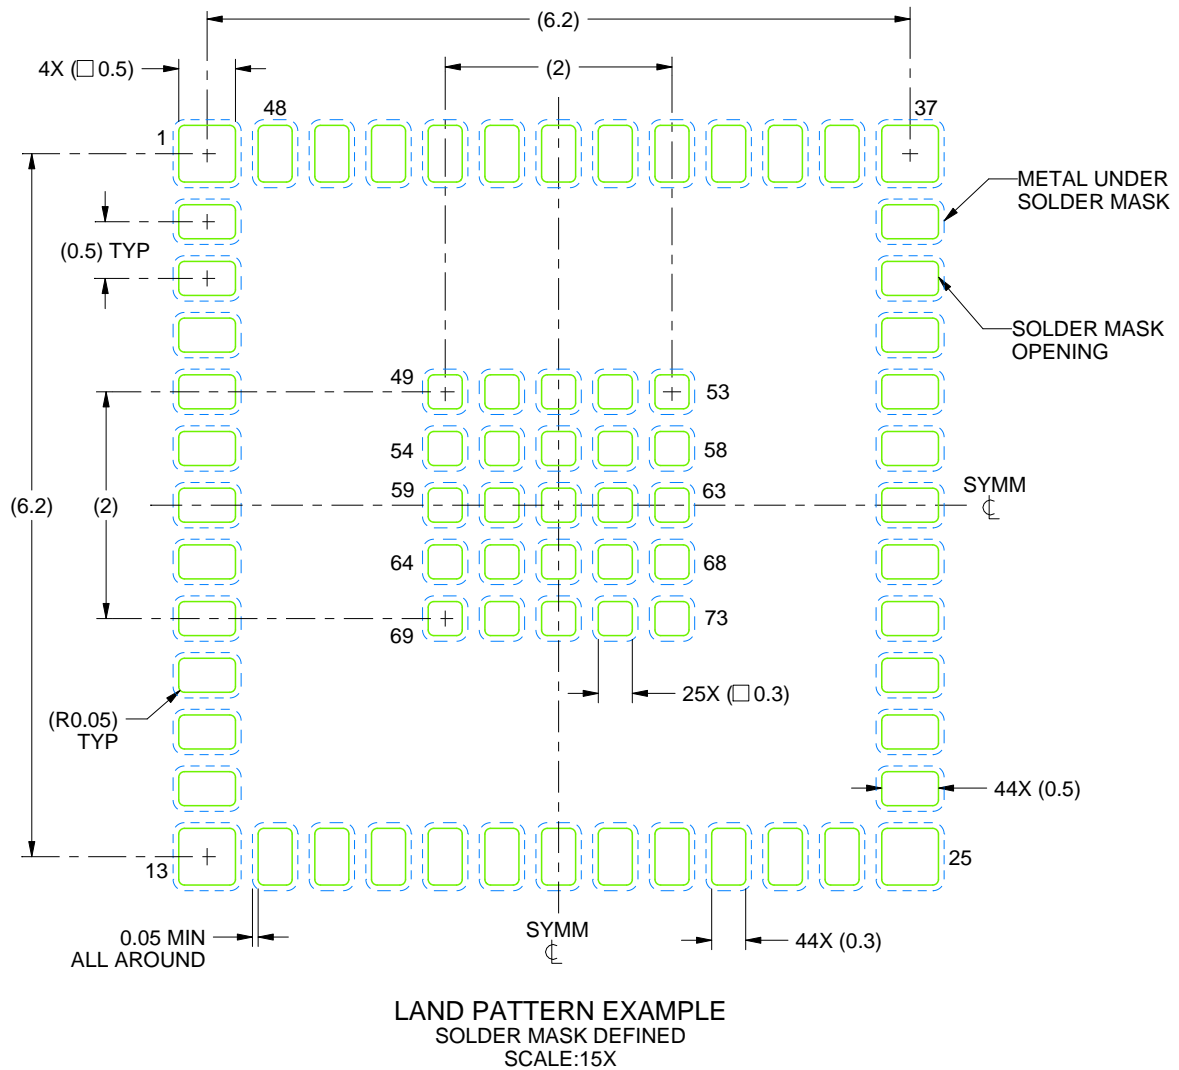 (6.2)
4X (□ 0.5)
(2)
48
37
1
METAL UNDER
SOLDER MASK
(0.5) TYP
SOLDER MASK
OPENING
49
53
54
58
59
63
SYMM
℄
(6.2)
(2)
64
68
69
73
25X (□ 0.3)
(R0.05)
TYP
44X (0.5)
13
25
0.05 MIN
ALL AROUND
SYMM
℄
44X (0.3)
LAND PATTERN EXAMPLE
SOLDER MASK DEFINED
SCALE:15X